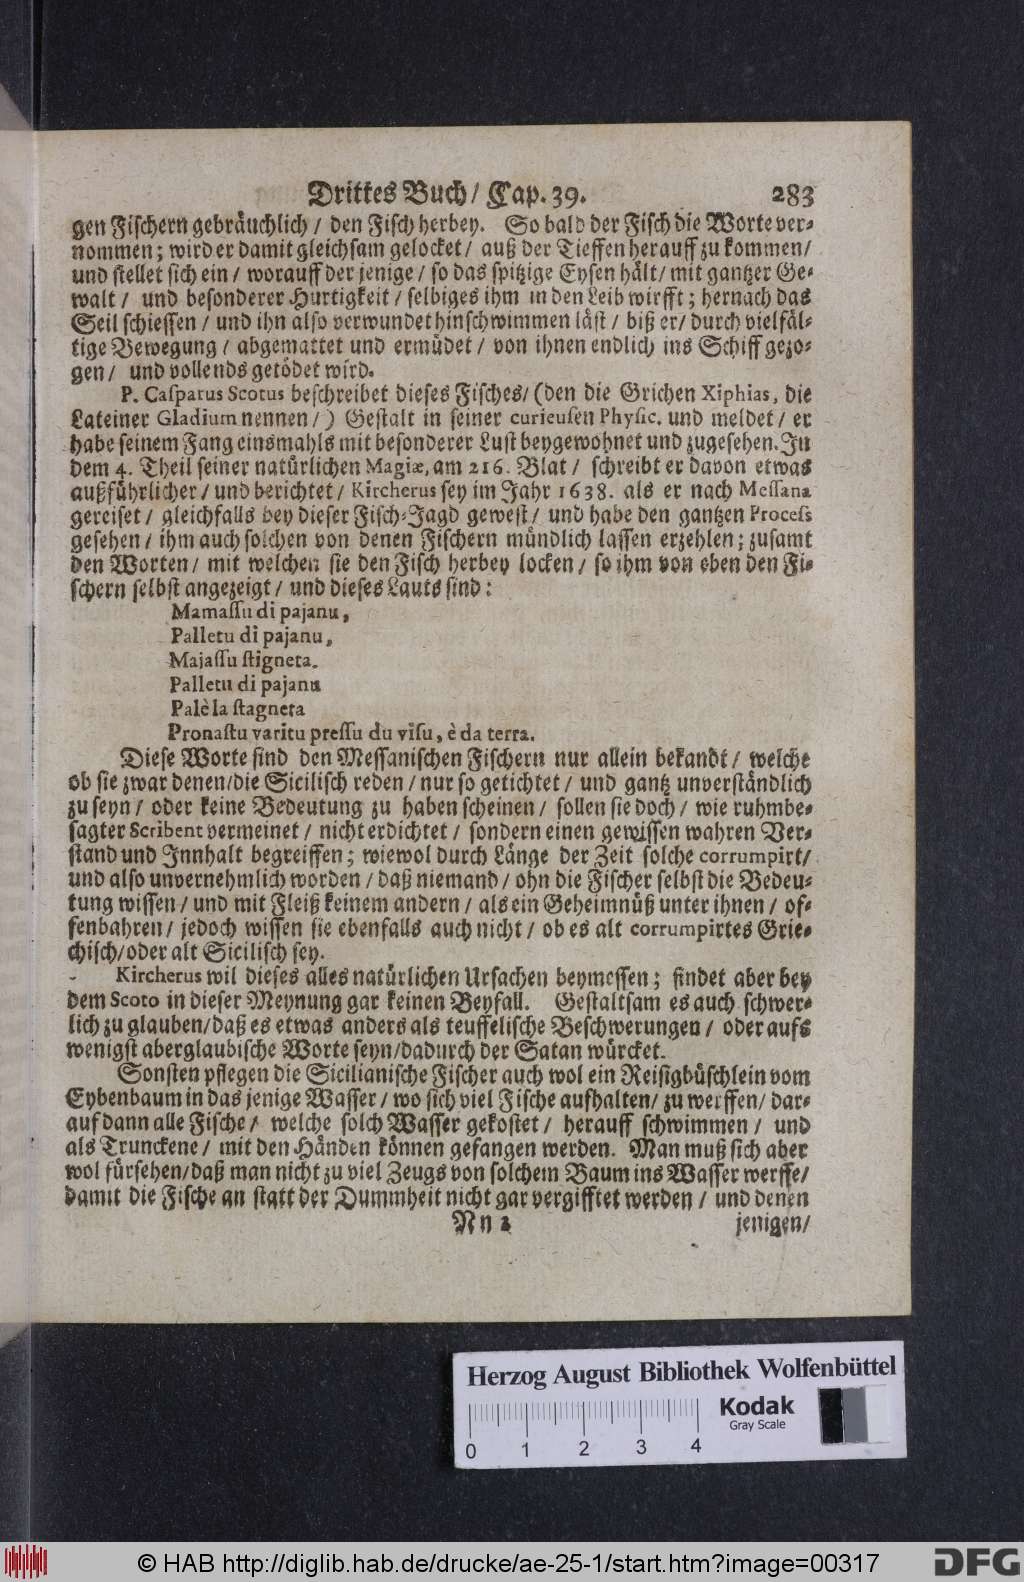 Drittes Buch/ Cap. 39. 283
gen Fischern gebräuchlich / den Fisch herbey. So bald der Fisch die Worte ver-
nommen; wird er damit gleichsam gelocket / auß der Tieffen herauff zu kommen/
und stellet sich ein / worauff der jenige / so das spitzige Eysen hält / mit gantzer Ge-
walt / und besonderer Hurtigkeit / selbiges ihm in den Leib wirfft; hernach das
Seil schiessen / und ihn also verwundet hinschwimmen läst / biß er / durch vielfäl-
tige Bewegung / abgemattet und ermüdet / von ihnen endlich ins Schiff gezo-
gen / und vollends getödet wird.
P. Casparus Scotus beschreibet dieses Fisches / (den die Grichen Xiphias, die
Lateiner Gladium nennen /) Gestalt in seiner curieusen Physic. und meldet / er
habe seinem Fang einsmahls mit besonderer Lust beygewohnet und zugesehen. In
dem 4. Theil seiner natürlichen Magiæ, am 216. Blat / schreibt er davon etwas
außführlicher / und berichtet / Kircherus sey im Jahr 1638. als er nach Messana
gereiset / gleichfalls bey dieser Fisch-Jagd gewest / und habe den gantzen Process
gesehen / ihm auch solchen von denen Fischern mündlich lassen erzehlen; zusamt
den Worten / mit welchen sie den Fisch herbey locken / so ihm von eben den Fi-
schern selbst angezeigt / und dieses Lauts sind:
Mamassu di pajanu,
Palletu di pajanu,
Majassu stigneta.
Palletu di pajanu
Palè la stagneta
Pronastu varitu pressu du visu, è da terra.
Diese Worte sind den Messanischen Fischern nur allein bekandt / welche
ob sie zwar denen / die Sicilisch reden / nur so getichtet / und gantz unverständlich
zu seyn / oder keine Bedeutung zu haben scheinen / sollen sie doch / wie ruhmbe-
sagter Scribent vermeinet / nicht erdichtet / sondern einen gewissen wahren Ver-
stand und Innhalt begreiffen; wiewol durch Länge der Zeit solche corrumpirt /
und also unvernehmlich worden / daß niemand / ohn die Fischer selbst die Bedeu-
tung wissen / und mit Fleiß keinem andern / als ein Geheimnüß unter ihnen / of-
fenbahren / jedoch wissen sie ebenfalls auch nicht / ob es alt corrumpirtes Grie-
chisch / oder alt Sicilisch sey.
Kircherus wil dieses alles natürlichen Ursachen beymessen; findet aber bey
dem Scoto in dieser Meynung gar keinen Beyfall. Gestaltsam es auch schwer-
lich zu glauben / daß es etwas anders als teuffelische Beschwerungen / oder aufs
wenigst aberglaubische Worte seyn / dadurch der Satan würcket.
Sonsten pflegen die Sicilianische Fischer auch wol ein Reisigbüschlein vom
Eybenbaum in das jenige Wasser / wo sich viel Fische aufhalten / zu werffen / dar-
auf dann alle Fische / welche solch Wasser gekostet / herauff schwimmen / und
als Trunckene / mit den Händen können gefangen werden. Man muß sich aber
wol fürsehen / daß man nicht zu viel Zeugs von solchem Baum ins Wasser werffe /
damit die Fische an statt der Dummheit nicht gar vergifftet werden / und denen
Nn 2 jenigen /
Herzog August Bibliothek Wolfenbüttel
Kodak
Gray Scale
0 1 2 3 4
© HAB http://diglib.hab.de/drucke/ae-25-1/start.htm?image=00317
DFG